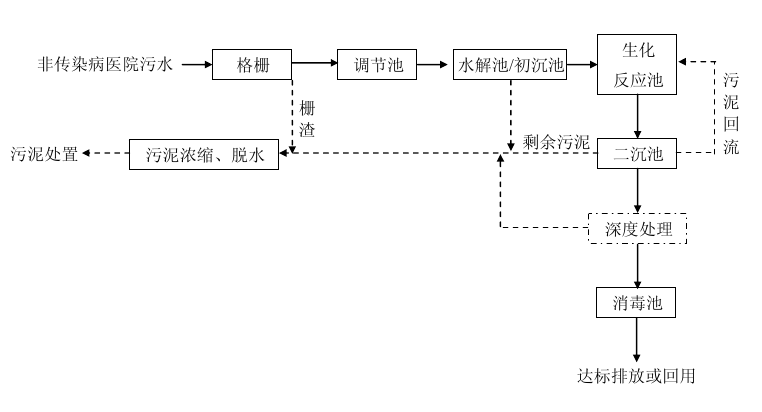 非传染病医院污水
格栅
调节池
水解池/初沉池
生化
反应池
污泥回流
栅渣
剩余污泥
污泥处置
污泥浓缩、脱水
二沉池
深度处理
消毒池
达标排放或回用